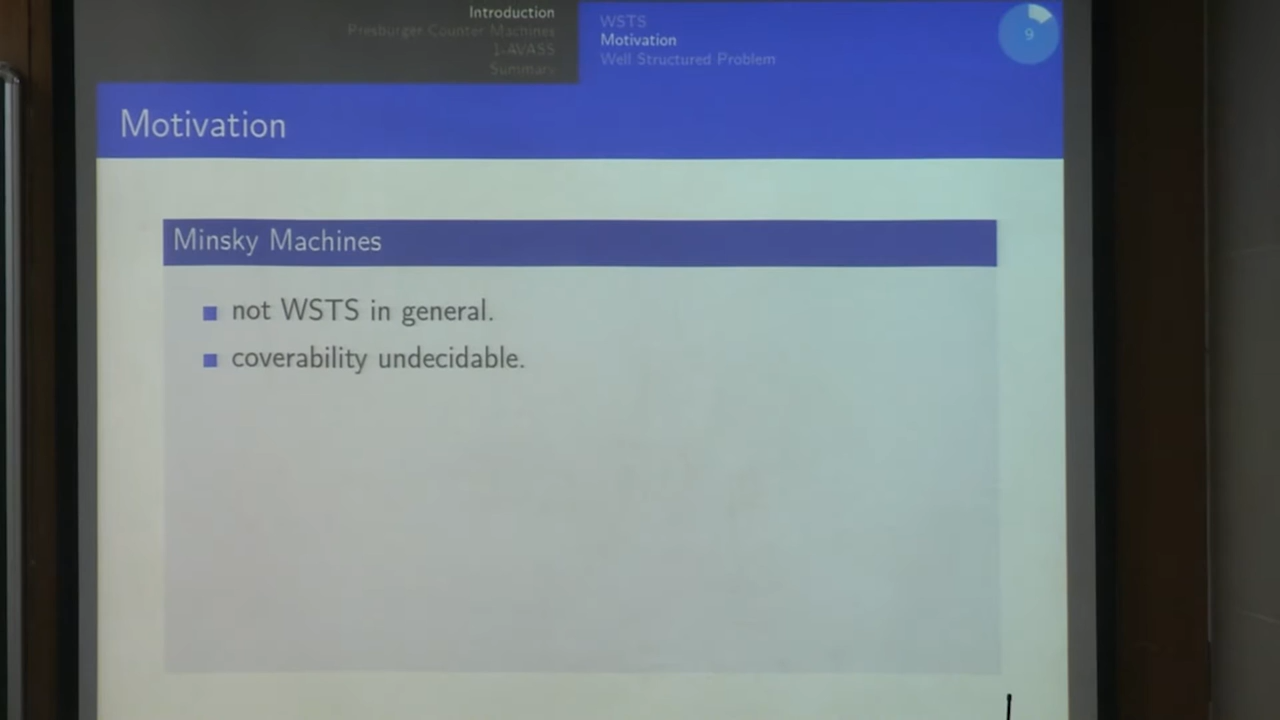 Introduction
Presburger Counter Machines
1-AVASS
Summary
WSTS
Motivation
Well Structured Problem
9
Motivation
Minsky Machines
not WSTS in general.
coverability undecidable.